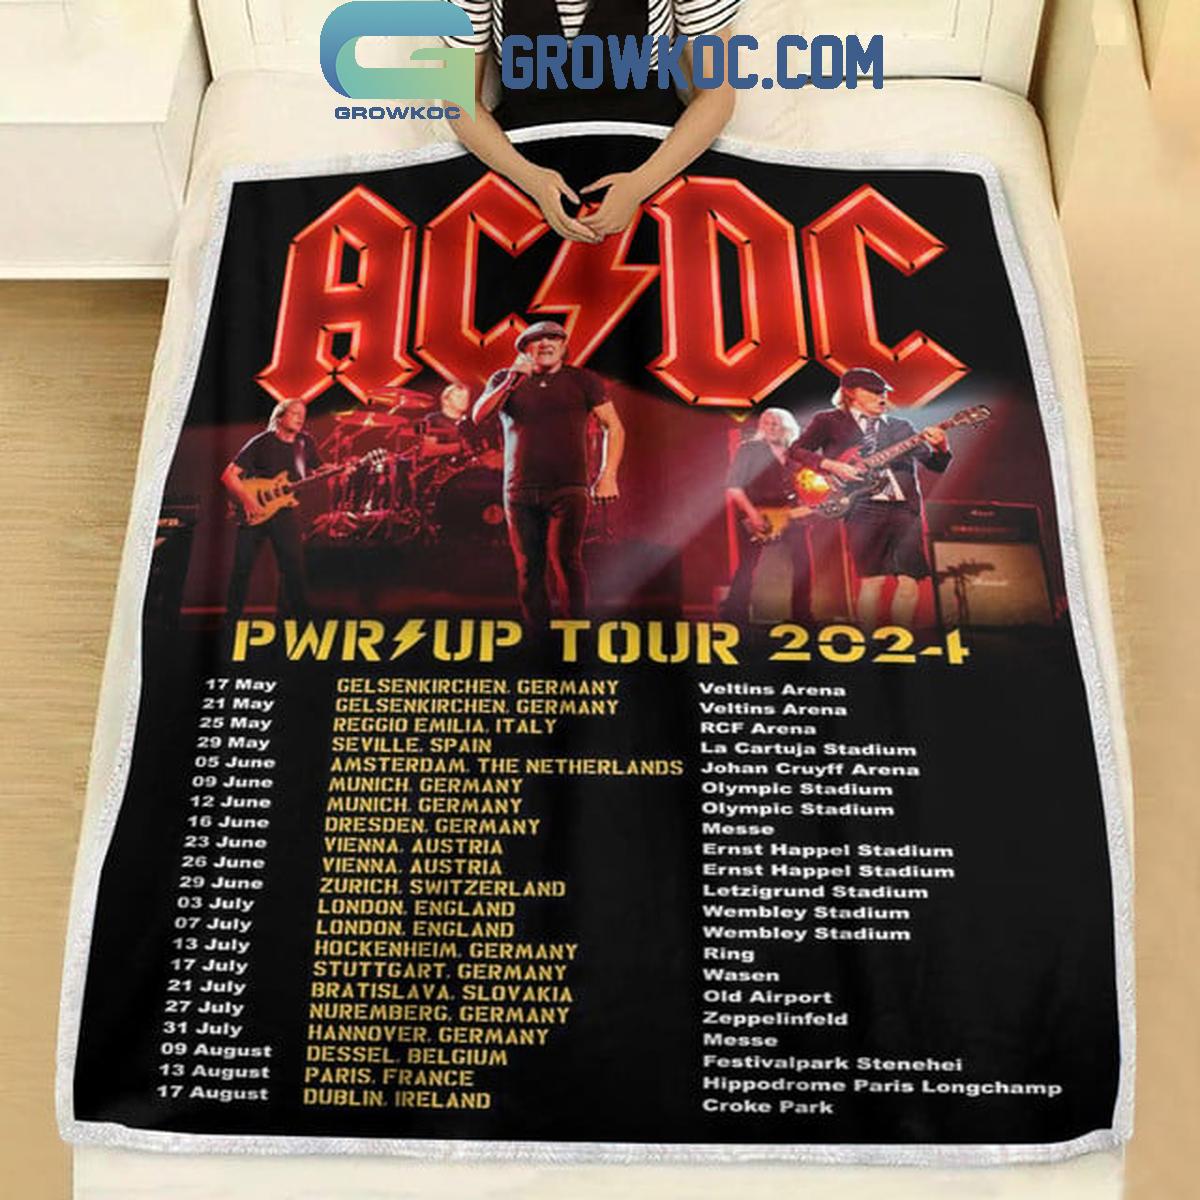 GROWKOC
GROWKOC.COM
AC DC
PWR UP TOUR 2024
17 May GELSENKIRCHEN, GERMANY Veltins Arena
21 May GELSENKIRCHEN, GERMANY Veltins Arena
25 May REGGIO EMILIA, ITALY RCF Arena
29 May SEVILLE, SPAIN La Cartuja Stadium
05 June AMSTERDAM, THE NETHERLANDS Johan Cruyff Arena
09 June MUNICH, GERMANY Olympic Stadium
12 June MUNICH, GERMANY Olympic Stadium
16 June DRESDEN, GERMANY Messe
23 June VIENNA, AUSTRIA Ernst Happel Stadium
26 June VIENNA, AUSTRIA Ernst Happel Stadium
29 June ZURICH, SWITZERLAND Letzigrund Stadium
03 July LONDON, ENGLAND Wembley Stadium
07 July LONDON, ENGLAND Wembley Stadium
13 July HOCKENHEIM, GERMANY Ring
17 July STUTTGART, GERMANY Wasen
21 July BRATISLAVA, SLOVAKIA Old Airport
27 July NUREMBERG, GERMANY Zeppelinfeld
31 July HANNOVER, GERMANY Messe
09 August DESSEL, BELGIUM Festivalpark Stenehei
13 August PARIS, FRANCE Hippodrome Paris Longchamp
17 August DUBLIN, IRELAND Croke Park